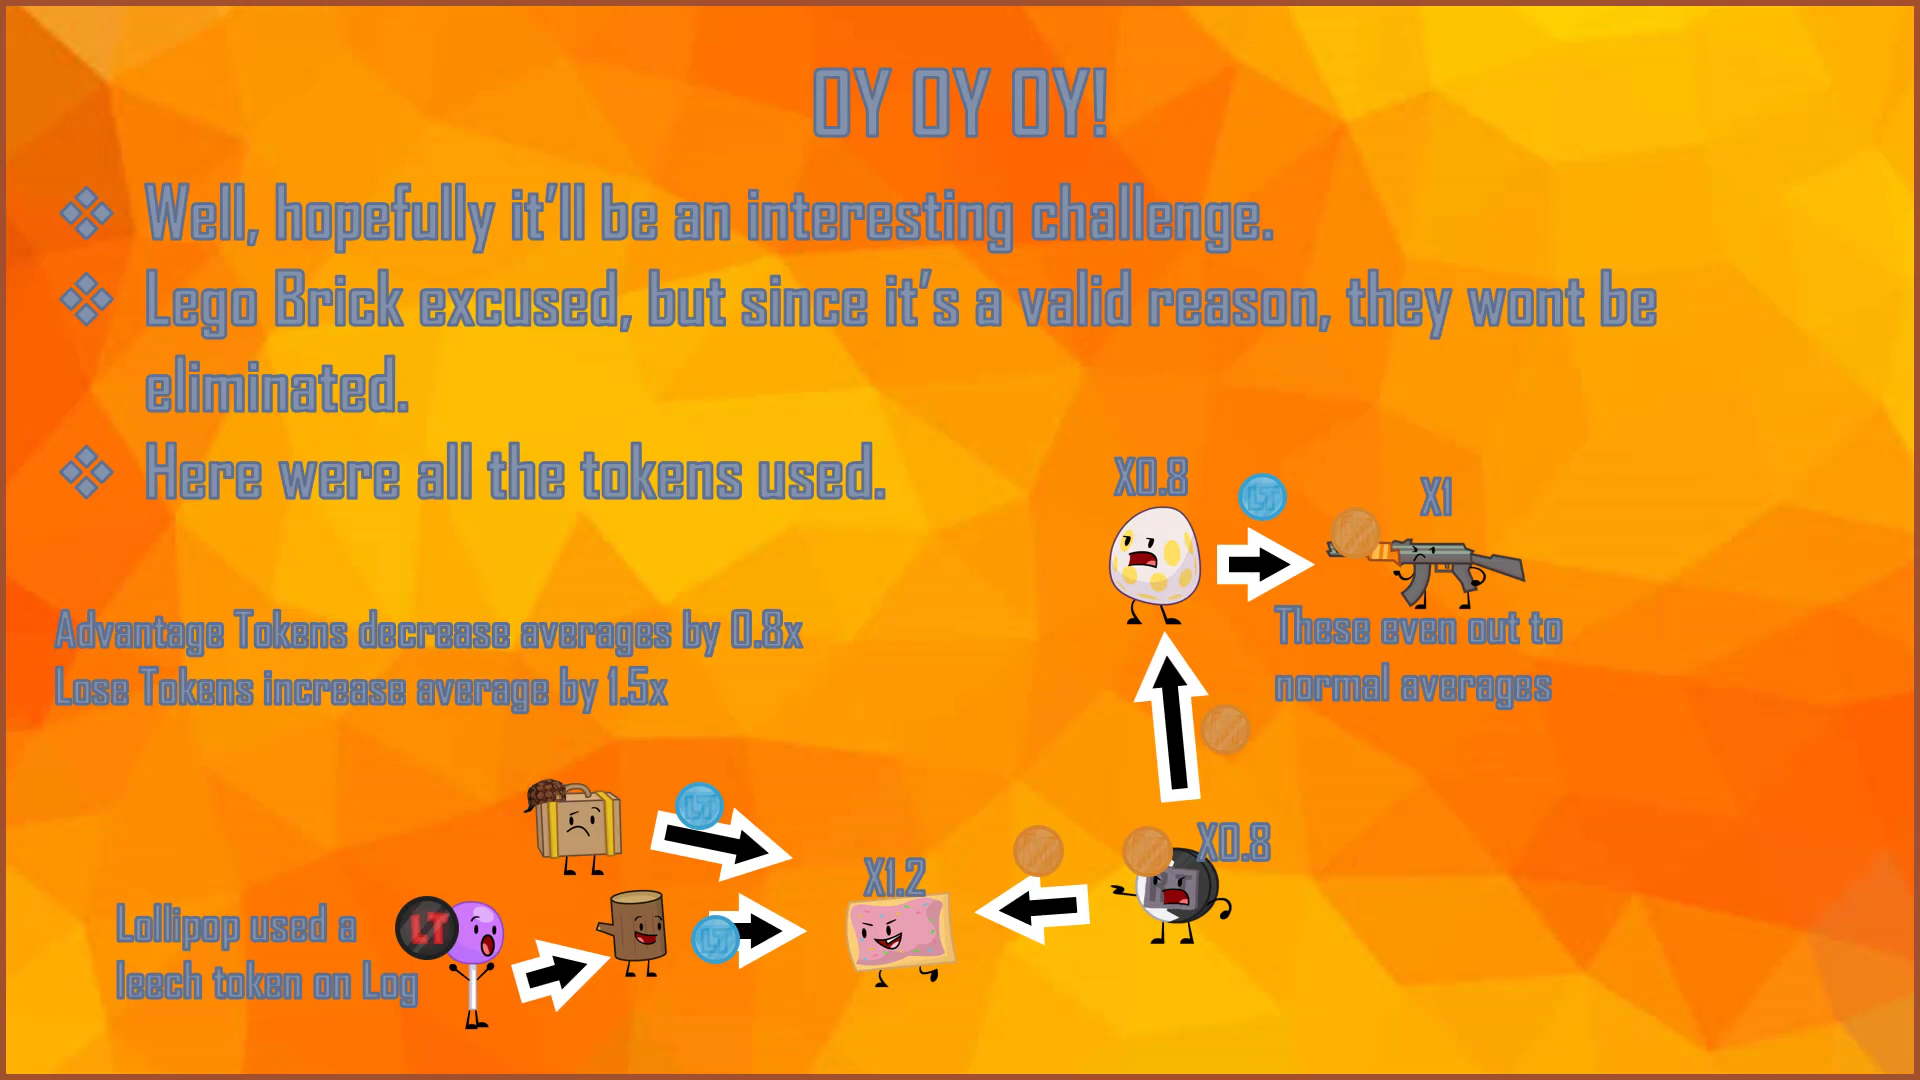 OY OY OY!
Well, hopefully it'll be an interesting challenge.
Lego Brick excused, but since it's a valid reason, they wont be
eliminated.
Here were all the tokens used.
X0.8
LT
X1
These even out to
normal averages
Advantage Tokens decrease averages by 0.8x
Lose Tokens increase average by 1.5x
LT
X0.8
X1.2
LT
LT
Lollipop used a
leech token on Log